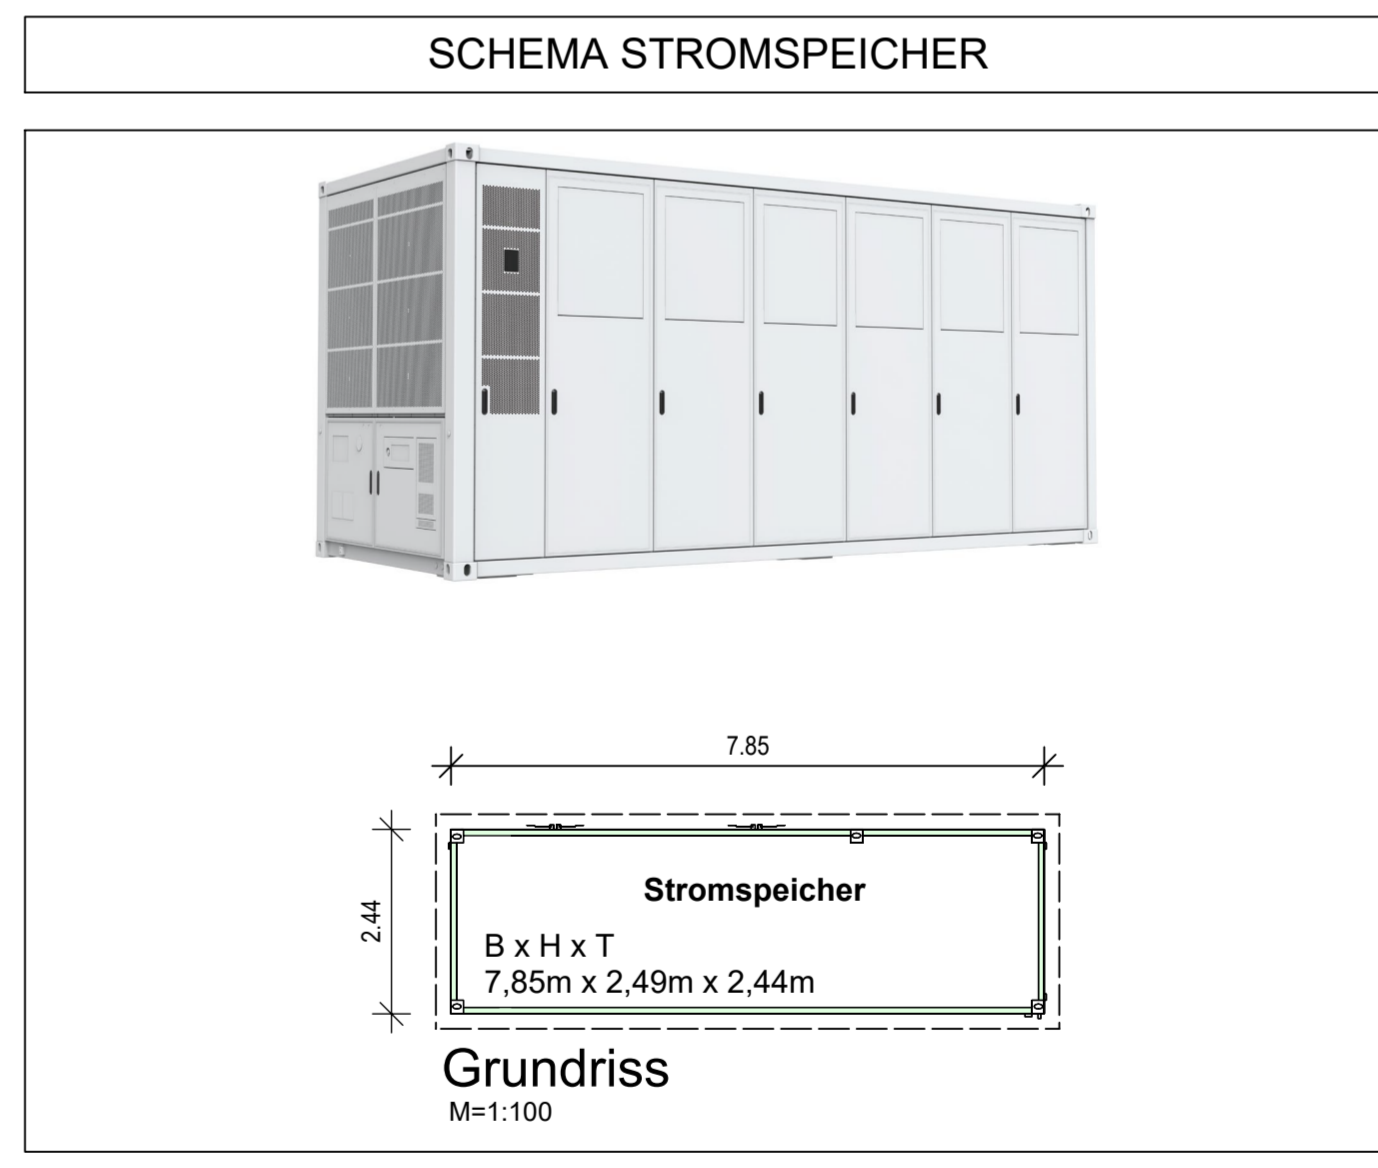 SCHEMA STROMSPEICHER
7.85
2.44
Stromspeicher
B x H x T
7,85m x 2,49m x 2,44m
Grundriss
M=1:100